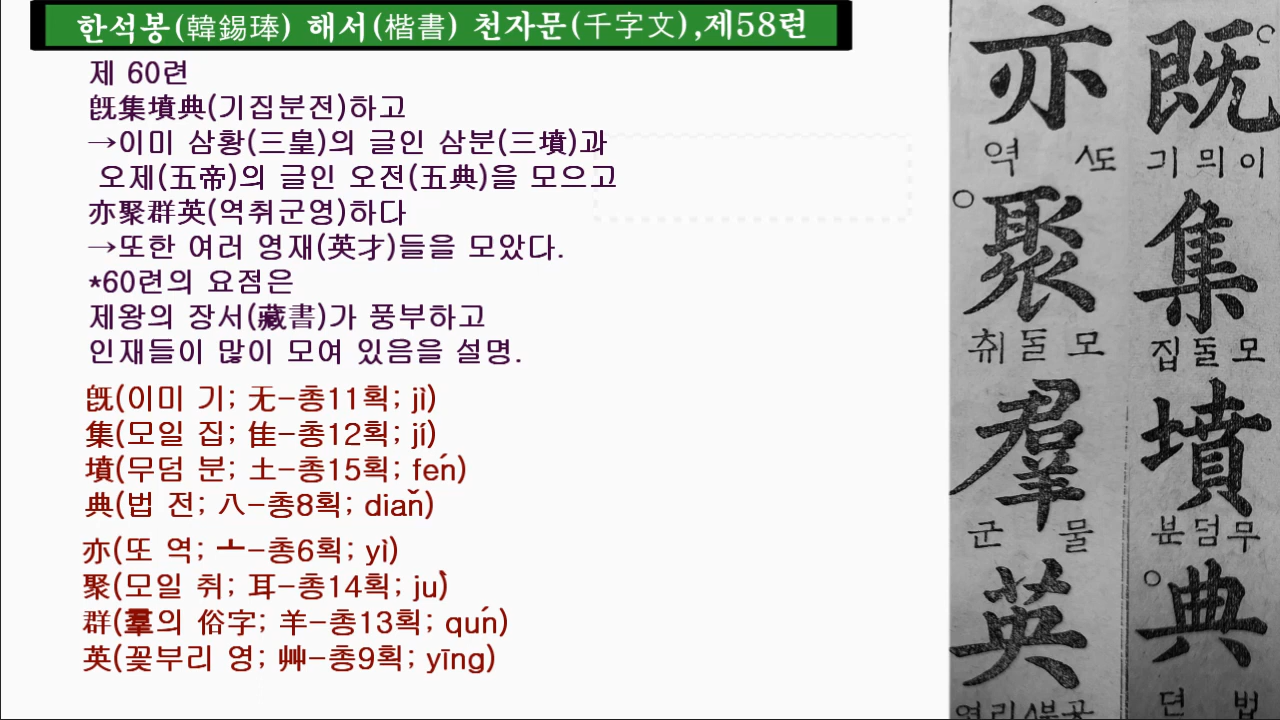 한석봉(韓錫琫) 해서(楷書) 천자문(千字文),제58련
제 60련
旣集墳典(기집분전)하고
→이미 삼황(三皇)의 글인 삼분(三墳)과
오제(五帝)의 글인 오전(五典)을 모으고
亦聚群英(역취군영)하다
→또한 여러 영재(英才)들을 모았다.
*60련의 요점은
제왕의 장서(藏書)가 풍부하고
인재들이 많이 모여 있음을 설명.
旣(이미 기; 无-총11획; jì)
集(모일 집; 隹-총12획; jí)
墳(무덤 분; 土-총15획; feń)
典(법 전; 八-총8획; diaň)
亦(또 역; 亠-총6획; yì)
聚(모일 취; 耳-총14획; jù)
群(羣의 俗字; 羊-총13획; quń)
英(꽃부리 영; 艸-총9획; yīng)
既
이믜 기
集
모돌 집
墳
무덤 분
典
법 뎐
亦
ᄯᅩ 역
聚
모돌 취
羣
물 군
英